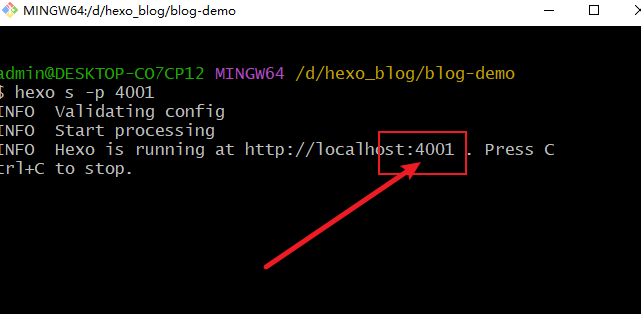 MINGW64:/d/hexo_blog/blog-demo
admin@DESKTOP-CO7CP12 MINGW64 /d/hexo_blog/blog-demo
$ hexo s -p 4001
INFO  Validating config
INFO  Start processing
INFO  Hexo is running at http://localhost:4001 . Press C
trl+C to stop.